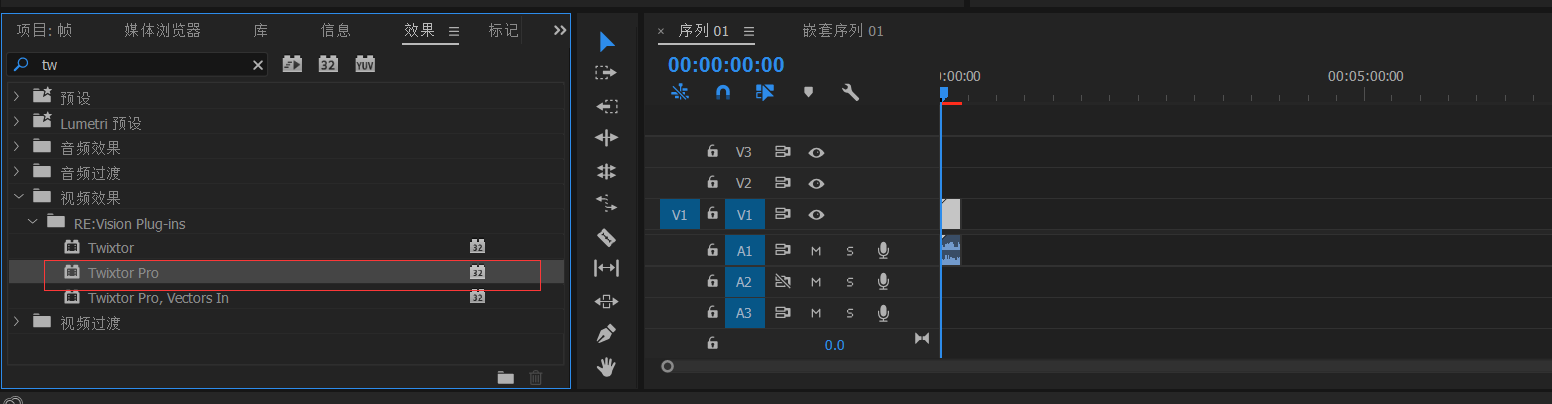 项目: 帧 媒体浏览器 库 信息 效果 标记
tw 32 YUV
预设
Lumetri 预设
音频效果
音频过渡
视频效果
RE:Vision Plug-ins
Twixtor 32
Twixtor Pro 32
Twixtor Pro, Vectors In 32
视频过渡
× 序列 01 嵌套序列 01
00:00:00:00
:00:00 00:05:00:00
V3
V2
V1 V1
A1 M S
A2 M S
A3 M S
0.0